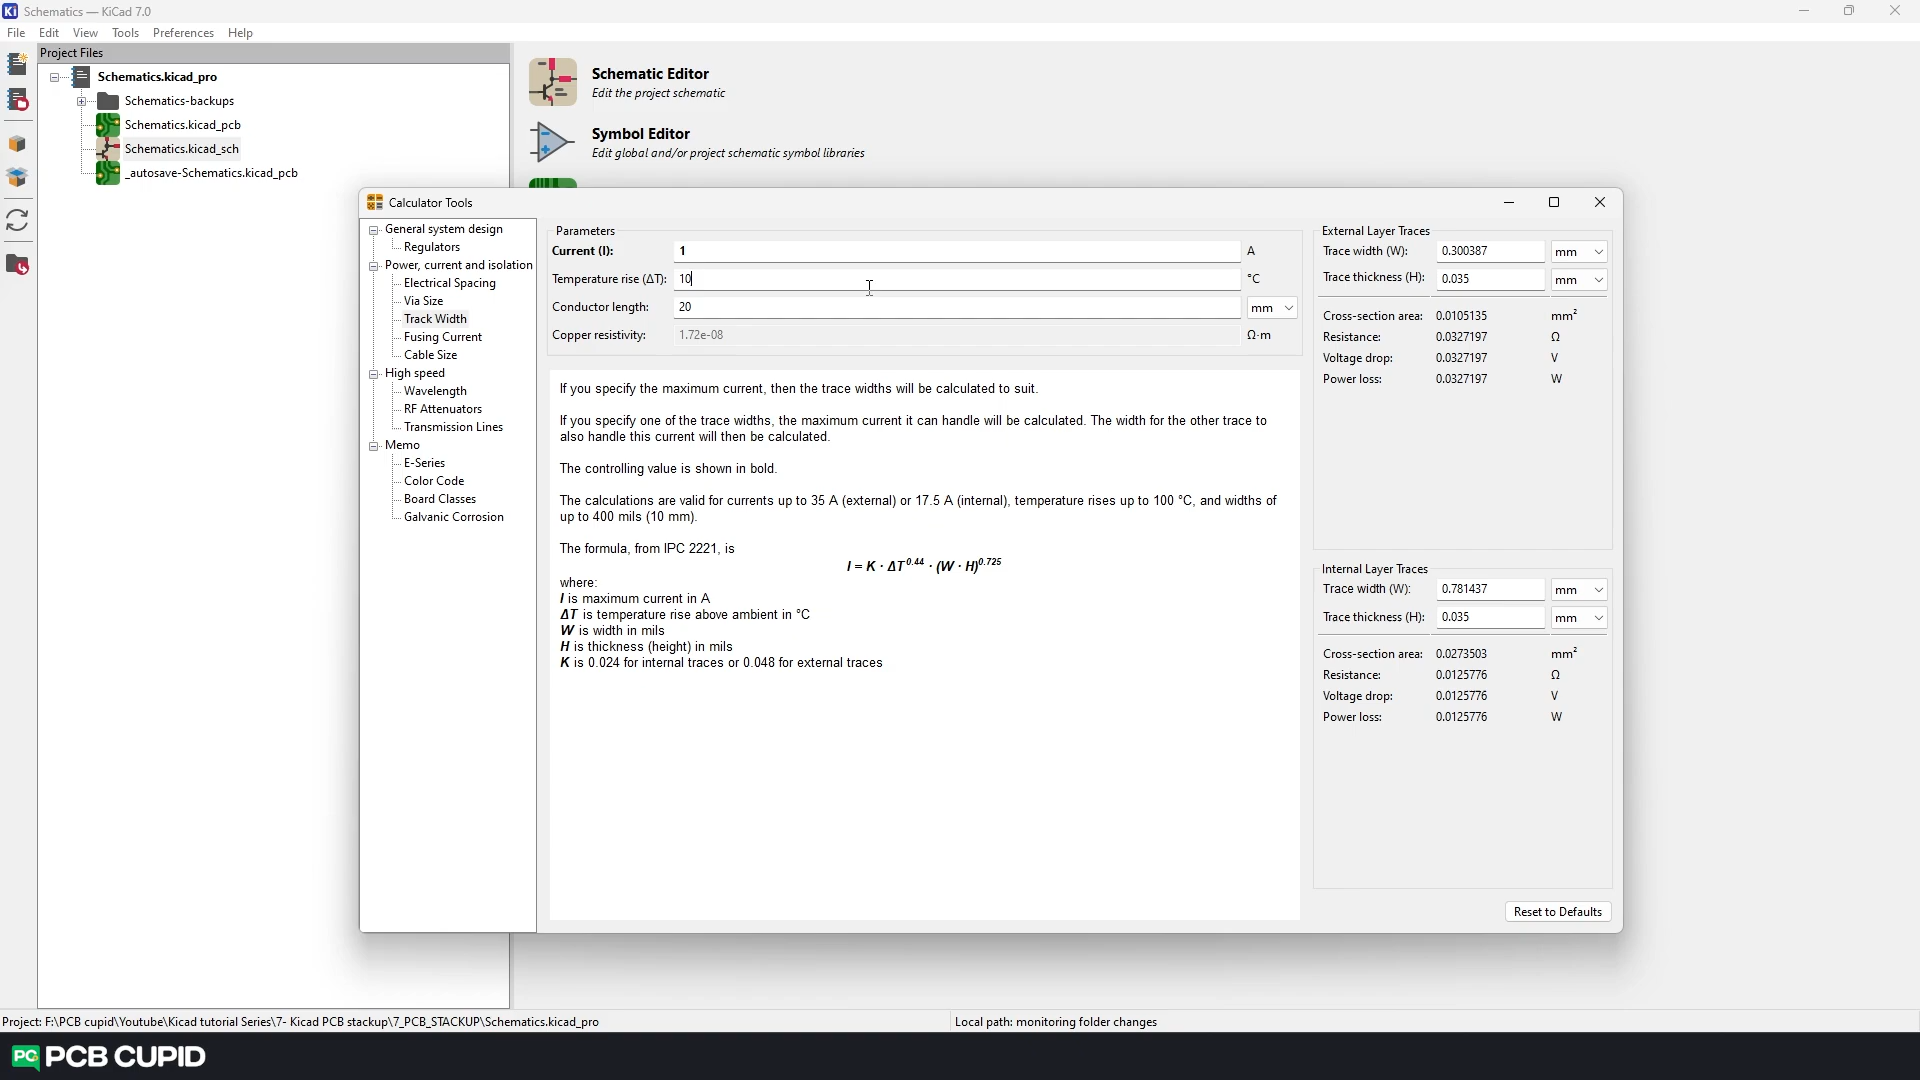 Ki Schematics — KiCad 7.0
File Edit View Tools Preferences Help
Project Files
Schematics.kicad_pro
Schematics-backups
Schematics.kicad_pcb
Schematics.kicad_sch
_autosave-Schematics.kicad_pcb
Schematic Editor
Edit the project schematic
Symbol Editor
Edit global and/or project schematic symbol libraries
Calculator Tools
General system design
Regulators
Power, current and isolation
Electrical Spacing
Via Size
Track Width
Fusing Current
Cable Size
High speed
Wavelength
RF Attenuators
Transmission Lines
Memo
E-Series
Color Code
Board Classes
Galvanic Corrosion
Parameters
Current (I): 1 A
Temperature rise (ΔT): 10 °C
Conductor length: 20 mm
Copper resistivity: 1.72e-08 Ω·m
If you specify the maximum current, then the trace widths will be calculated to suit.
If you specify one of the trace widths, the maximum current it can handle will be calculated. The width for the other trace to
also handle this current will then be calculated.
The controlling value is shown in bold.
The calculations are valid for currents up to 35 A (external) or 17.5 A (internal), temperature rises up to 100 °C, and widths of
up to 400 mils (10 mm).
The formula, from IPC 2221, is
I = K · ΔT^0.44 · (W · H)^0.725
where:
I is maximum current in A
ΔT is temperature rise above ambient in °C
W is width in mils
H is thickness (height) in mils
K is 0.024 for internal traces or 0.048 for external traces
External Layer Traces
Trace width (W): 0.300387 mm
Trace thickness (H): 0.035 mm
Cross-section area: 0.0105135 mm²
Resistance: 0.0327197 Ω
Voltage drop: 0.0327197 V
Power loss: 0.0327197 W
Internal Layer Traces
Trace width (W): 0.781437 mm
Trace thickness (H): 0.035 mm
Cross-section area: 0.0273503 mm²
Resistance: 0.0125776 Ω
Voltage drop: 0.0125776 V
Power loss: 0.0125776 W
Reset to Defaults
Project: F:\PCB cupid\Youtube\Kicad tutorial Series\7- Kicad PCB stackup\7_PCB_STACKUP\Schematics.kicad_pro
Local path: monitoring folder changes
PC PCB CUPID